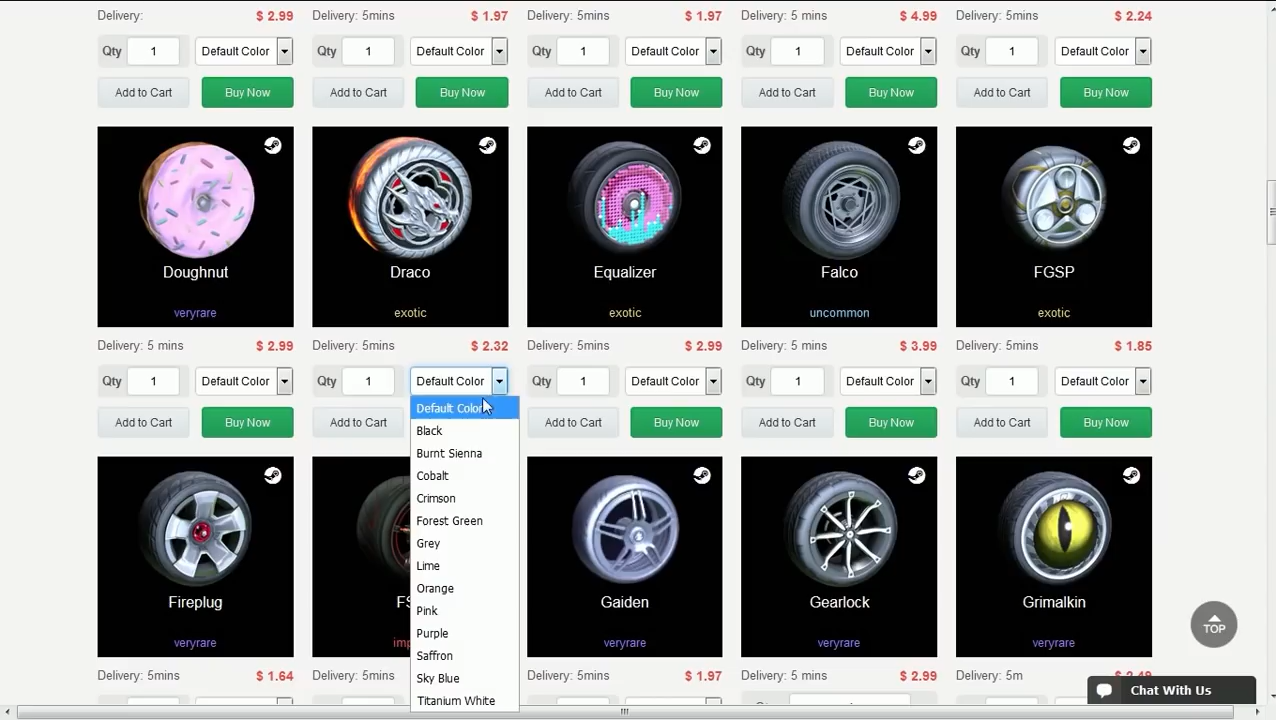 Delivery: $ 2.99 Delivery: 5mins $ 1.97 Delivery: 5mins $ 1.97 Delivery: 5 mins $ 4.99 Delivery: 5mins $ 2.24
Qty 1 Default Color Qty 1 Default Color Qty 1 Default Color Qty 1 Default Color Qty 1 Default Color
Add to Cart Buy Now Add to Cart Buy Now Add to Cart Buy Now Add to Cart Buy Now Add to Cart Buy Now
Doughnut Draco Equalizer Falco FGSP
veryrare exotic exotic uncommon exotic
Delivery: 5 mins $ 2.99 Delivery: 5mins $ 2.32 Delivery: 5mins $ 2.99 Delivery: 5 mins $ 3.99 Delivery: 5mins $ 1.85
Qty 1 Default Color Qty 1 Default Color Qty 1 Default Color Qty 1 Default Color Qty 1 Default Color
Add to Cart Buy Now Add to Cart Add to Cart Buy Now Add to Cart Buy Now Add to Cart Buy Now
Default Color
Black
Burnt Sienna
Cobalt
Crimson
Forest Green
Grey
Lime
Orange
Pink
Purple
Saffron
Sky Blue
Titanium White
Fireplug Gaiden Gearlock Grimalkin
veryrare veryrare veryrare veryrare
Delivery: 5mins $ 1.64 Delivery: 5mins Delivery: 5mins $ 1.97 Delivery: 5mins $ 2.99 Delivery: 5m
TOP
Chat With Us